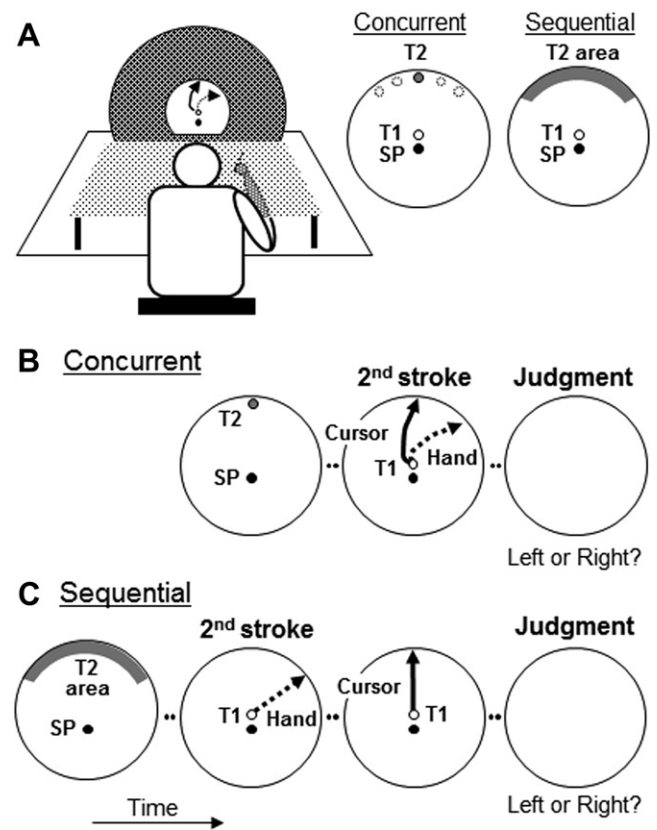 A
Concurrent
T2
T1
SP
Sequential
T2 area
T1
SP
B Concurrent
T2
SP
2nd stroke
Cursor
T1
Hand
Judgment
Left or Right?
C Sequential
T2
area
SP
2nd stroke
T1
Hand
Cursor
T1
Judgment
Left or Right?
Time